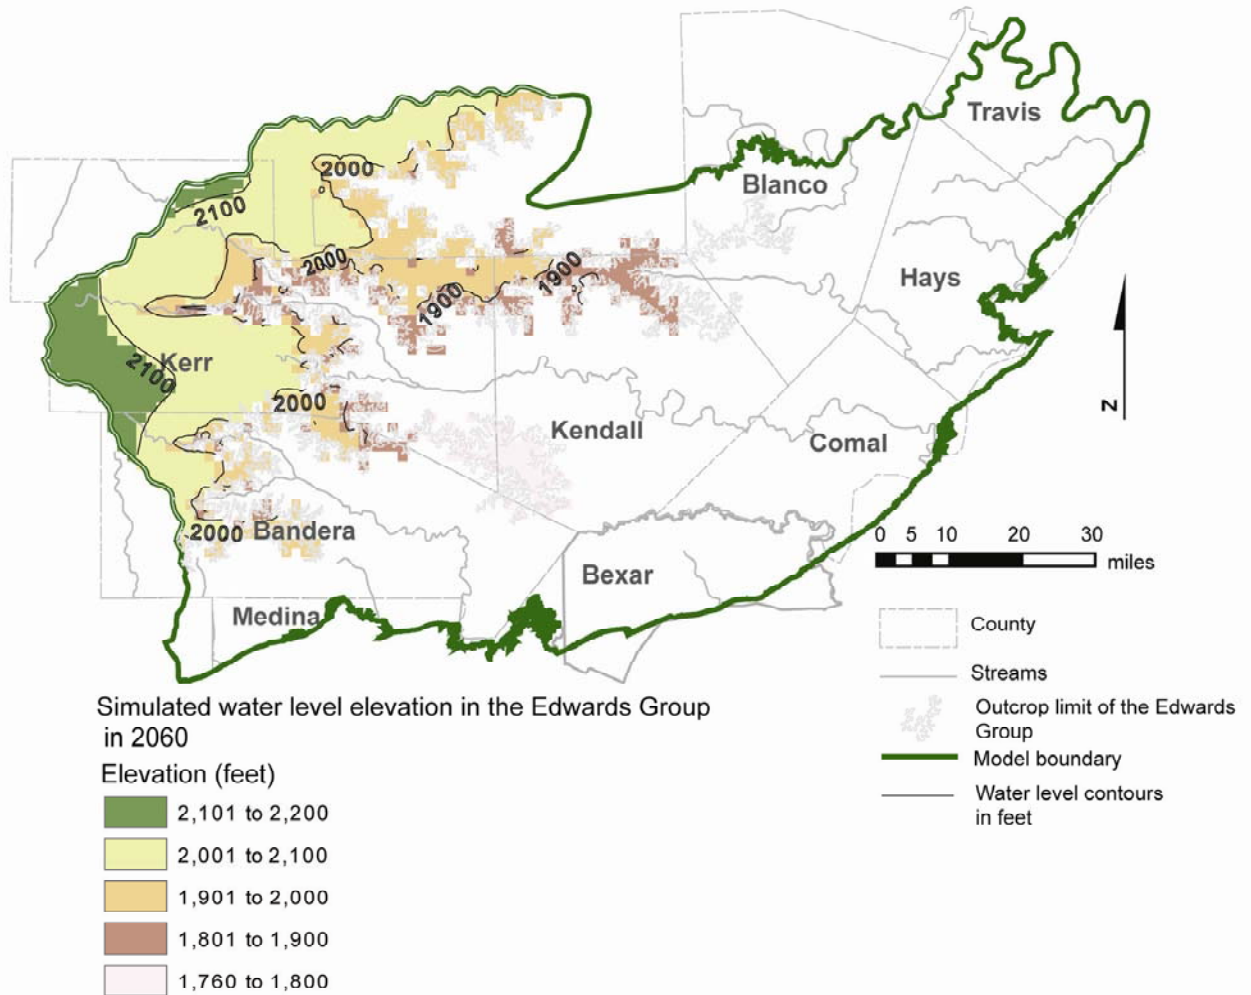 Travis
2000
Blanco
2100
2000
1900
1900
Hays
2100
Kerr
2000
N
Kendall
Comal
2000
Bandera
0 5 10 20 30
miles
Bexar
Medina
County
Streams
Outcrop limit of the Edwards
Group
Model boundary
Water level contours
in feet
Simulated water level elevation in the Edwards Group
in 2060
Elevation (feet)
2,101 to 2,200
2,001 to 2,100
1,901 to 2,000
1,801 to 1,900
1,760 to 1,800